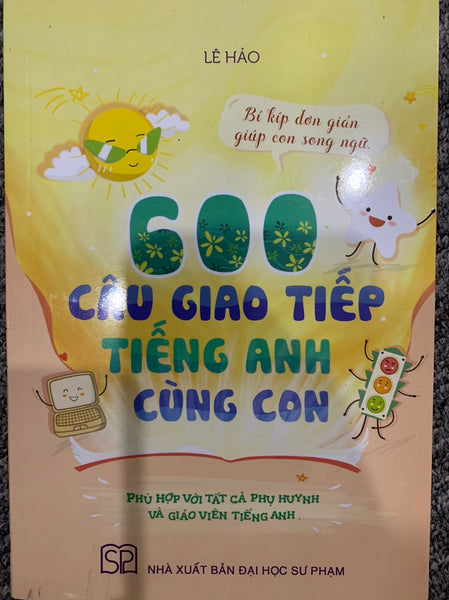 LÊ HẢO
Bí kíp đơn giản
giúp con song ngữ.
600
CÂU GIAO TIẾP
TIẾNG ANH
CÙNG CON
PHÙ HỢP VỚI TẤT CẢ PHỤ HUYNH
VÀ GIÁO VIÊN TIẾNG ANH
SP
NHÀ XUẤT BẢN ĐẠI HỌC SƯ PHẠM